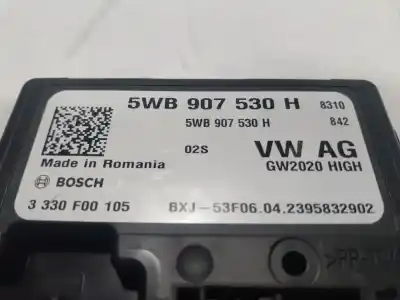 5WB 907 530 H 8310
5WB 907 530 H 842
02S VW AG
Made in Romania GW2020 HIGH
BOSCH
3 330 F00 105 BXJ-53F06.04.2395832902